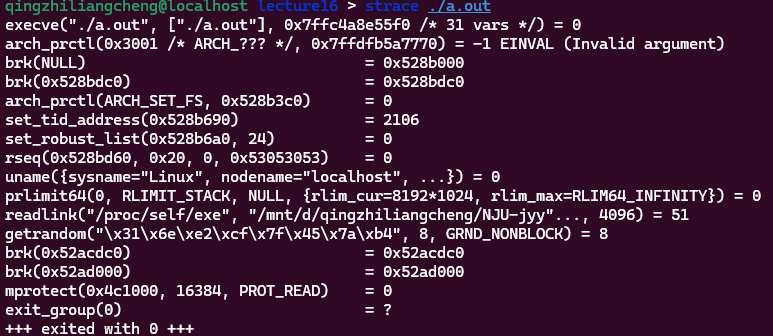 qingzhiliangcheng@localhost lecture16 > strace ./a.out
execve("./a.out", ["./a.out"], 0x7ffc4a8e55f0 /* 31 vars */) = 0
arch_prctl(0x3001 /* ARCH_??? */, 0x7ffdfb5a7770) = -1 EINVAL (Invalid argument)
brk(NULL)                               = 0x528b000
brk(0x528bdc0)                          = 0x528bdc0
arch_prctl(ARCH_SET_FS, 0x528b3c0)      = 0
set_tid_address(0x528b690)              = 2106
set_robust_list(0x528b6a0, 24)          = 0
rseq(0x528bd60, 0x20, 0, 0x53053053)    = 0
uname({sysname="Linux", nodename="localhost", ...}) = 0
prlimit64(0, RLIMIT_STACK, NULL, {rlim_cur=8192*1024, rlim_max=RLIM64_INFINITY}) = 0
readlink("/proc/self/exe", "/mnt/d/qingzhiliangcheng/NJU-jyy"..., 4096) = 51
getrandom("\x31\x6e\xe2\xcf\x7f\x45\x7a\xb4", 8, GRND_NONBLOCK) = 8
brk(0x52acdc0)                          = 0x52acdc0
brk(0x52ad000)                          = 0x52ad000
mprotect(0x4c1000, 16384, PROT_READ)    = 0
exit_group(0)                           = ?
+++ exited with 0 +++